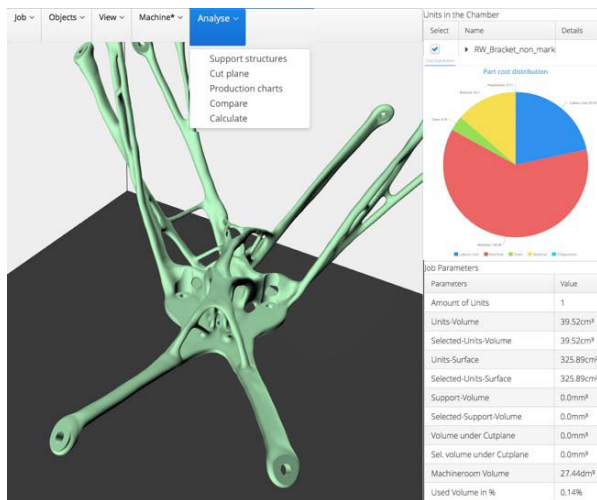 Job Objects View Machine* Analyse
Support structures
Cut plane
Production charts
Compare
Calculate
Units in the Chamber
Select Name Details
RW_Bracket_non_mark
Part cost distribution
Job Parameters
Parameters Value
Amount of Units 1
Units-Volume 39.52cm³
Selected-Units-Volume 39.52cm³
Units-Surface 325.89cm²
Selected-Units-Surface 325.89cm²
Support-Volume 0.0mm³
Selected-Support-Volume 0.0mm³
Volume under Cutplane 0.0mm³
Sel. volume under Cutplane 0.0mm³
Machineroom Volume 27.44dm³
Used Volume in % 0.14%